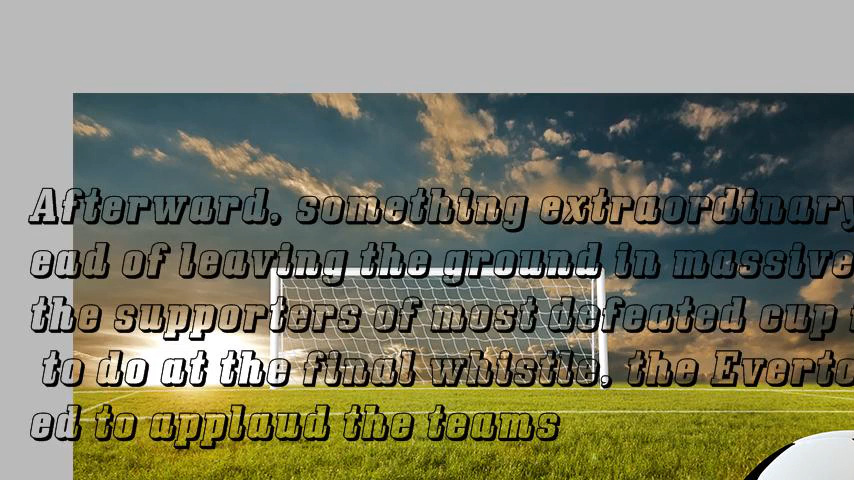 Afterward, something extraordinary
ead of leaving the ground in massive
the supporters of most defeated cup
to do at the final whistle, the Everto
ed to applaud the teams